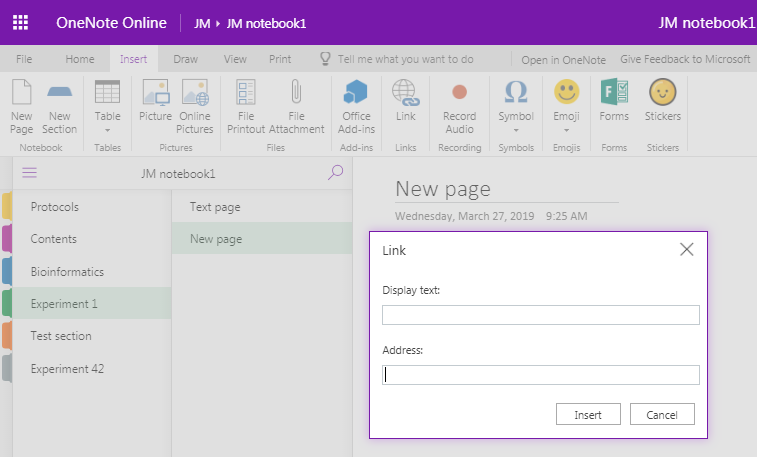 OneNote Online JM ▸ JM notebook1 JM notebook1
File Home Insert Draw View Print Tell me what you want to do Open in OneNote Give Feedback to Microsoft
New Page New Section Table Picture Online Pictures File Printout File Attachment Office Add-ins Link Record Audio Symbol Emoji Forms Stickers
Notebook Tables Pictures Files Add-ins Links Recording Symbols Emojis Forms Stickers
JM notebook1
Protocols
Contents
Bioinformatics
Experiment 1
Test section
Experiment 42
Text page
New page
New page
Wednesday, March 27, 2019 9:25 AM
Link
Display text:
Address:
Insert Cancel